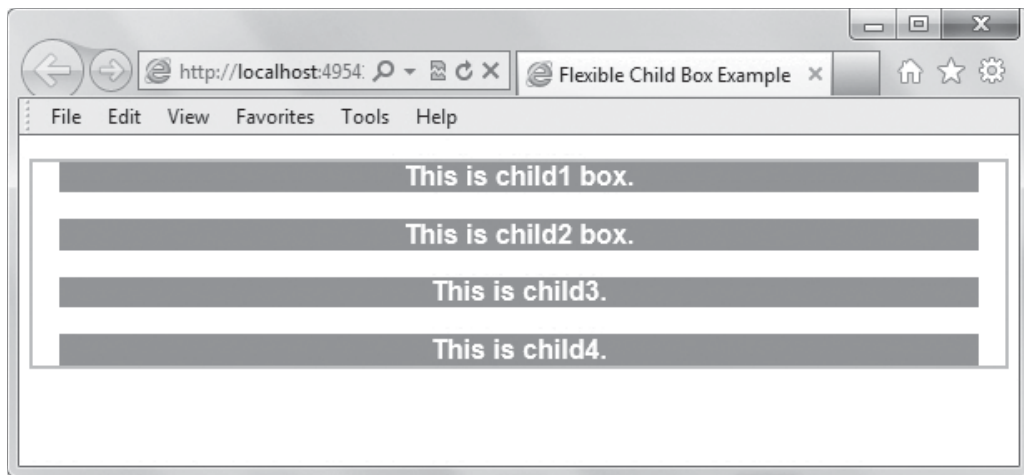 http://localhost:4954
Flexible Child Box Example
File Edit View Favorites Tools Help
This is child1 box.
This is child2 box.
This is child3.
This is child4.